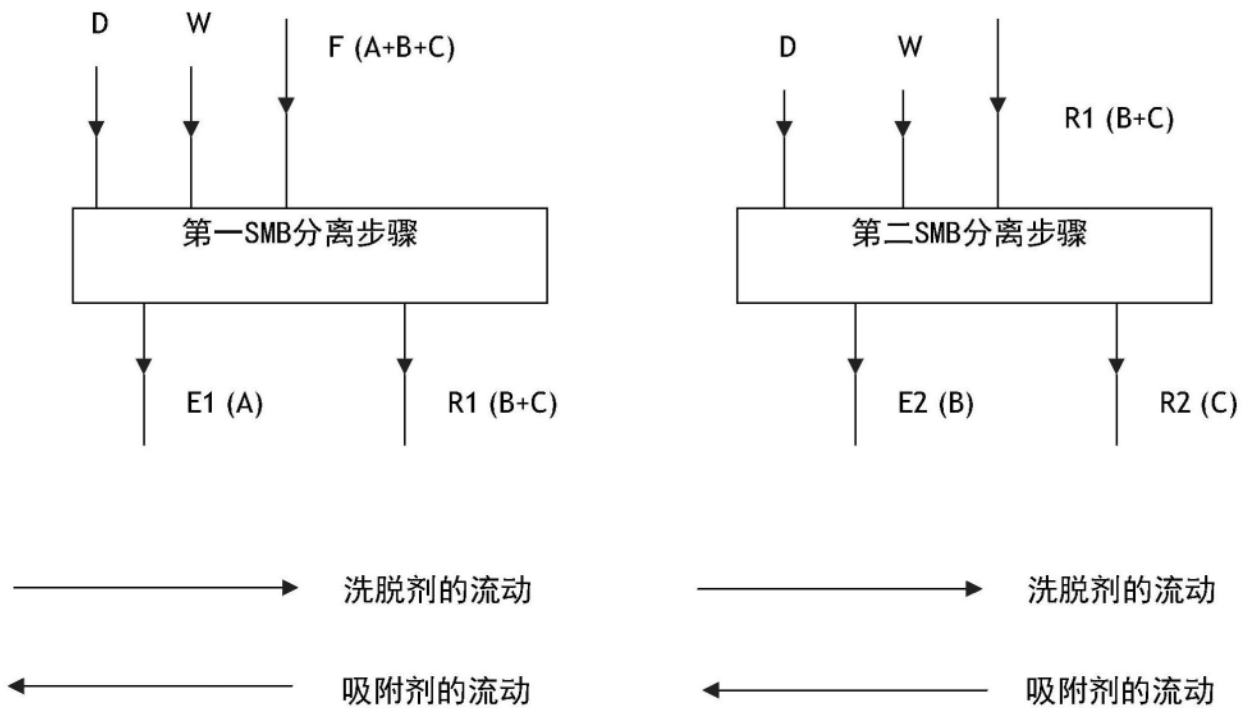 D
W
F (A+B+C)
第一SMB分离步骤
E1 (A)
R1 (B+C)
洗脱剂的流动
吸附剂的流动
D
W
R1 (B+C)
第二SMB分离步骤
E2 (B)
R2 (C)
洗脱剂的流动
吸附剂的流动